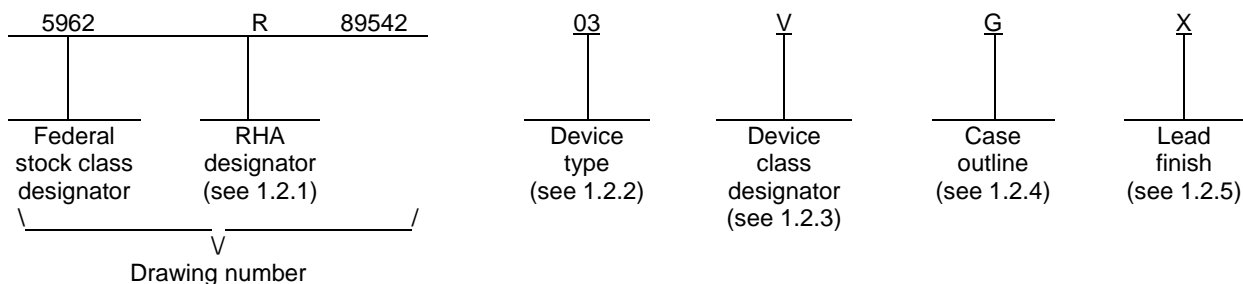 5962 R 89542 03 V G X
Federal stock class designator
RHA designator (see 1.2.1)
Device type (see 1.2.2)
Device class designator (see 1.2.3)
Case outline (see 1.2.4)
Lead finish (see 1.2.5)
\ /
\/
Drawing number